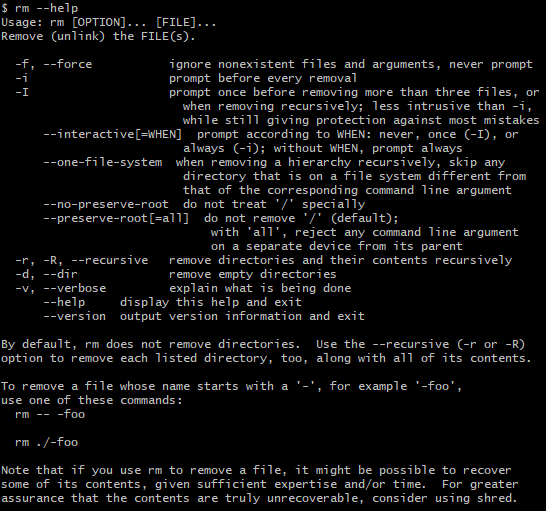 $ rm --help
Usage: rm [OPTION]... [FILE]...
Remove (unlink) the FILE(s).

  -f, --force           ignore nonexistent files and arguments, never prompt
  -i                    prompt before every removal
  -I                    prompt once before removing more than three files, or
                          when removing recursively; less intrusive than -i,
                          while still giving protection against most mistakes
      --interactive[=WHEN]  prompt according to WHEN: never, once (-I), or
                          always (-i); without WHEN, prompt always
      --one-file-system  when removing a hierarchy recursively, skip any
                          directory that is on a file system different from
                          that of the corresponding command line argument
      --no-preserve-root  do not treat '/' specially
      --preserve-root[=all]  do not remove '/' (default);
                              with 'all', reject any command line argument
                              on a separate device from its parent
  -r, -R, --recursive   remove directories and their contents recursively
  -d, --dir             remove empty directories
  -v, --verbose         explain what is being done
      --help     display this help and exit
      --version  output version information and exit

By default, rm does not remove directories.  Use the --recursive (-r or -R)
option to remove each listed directory, too, along with all of its contents.

To remove a file whose name starts with a '-', for example '-foo',
use one of these commands:
  rm -- -foo

  rm ./-foo

Note that if you use rm to remove a file, it might be possible to recover
some of its contents, given sufficient expertise and/or time.  For greater
assurance that the contents are truly unrecoverable, consider using shred.